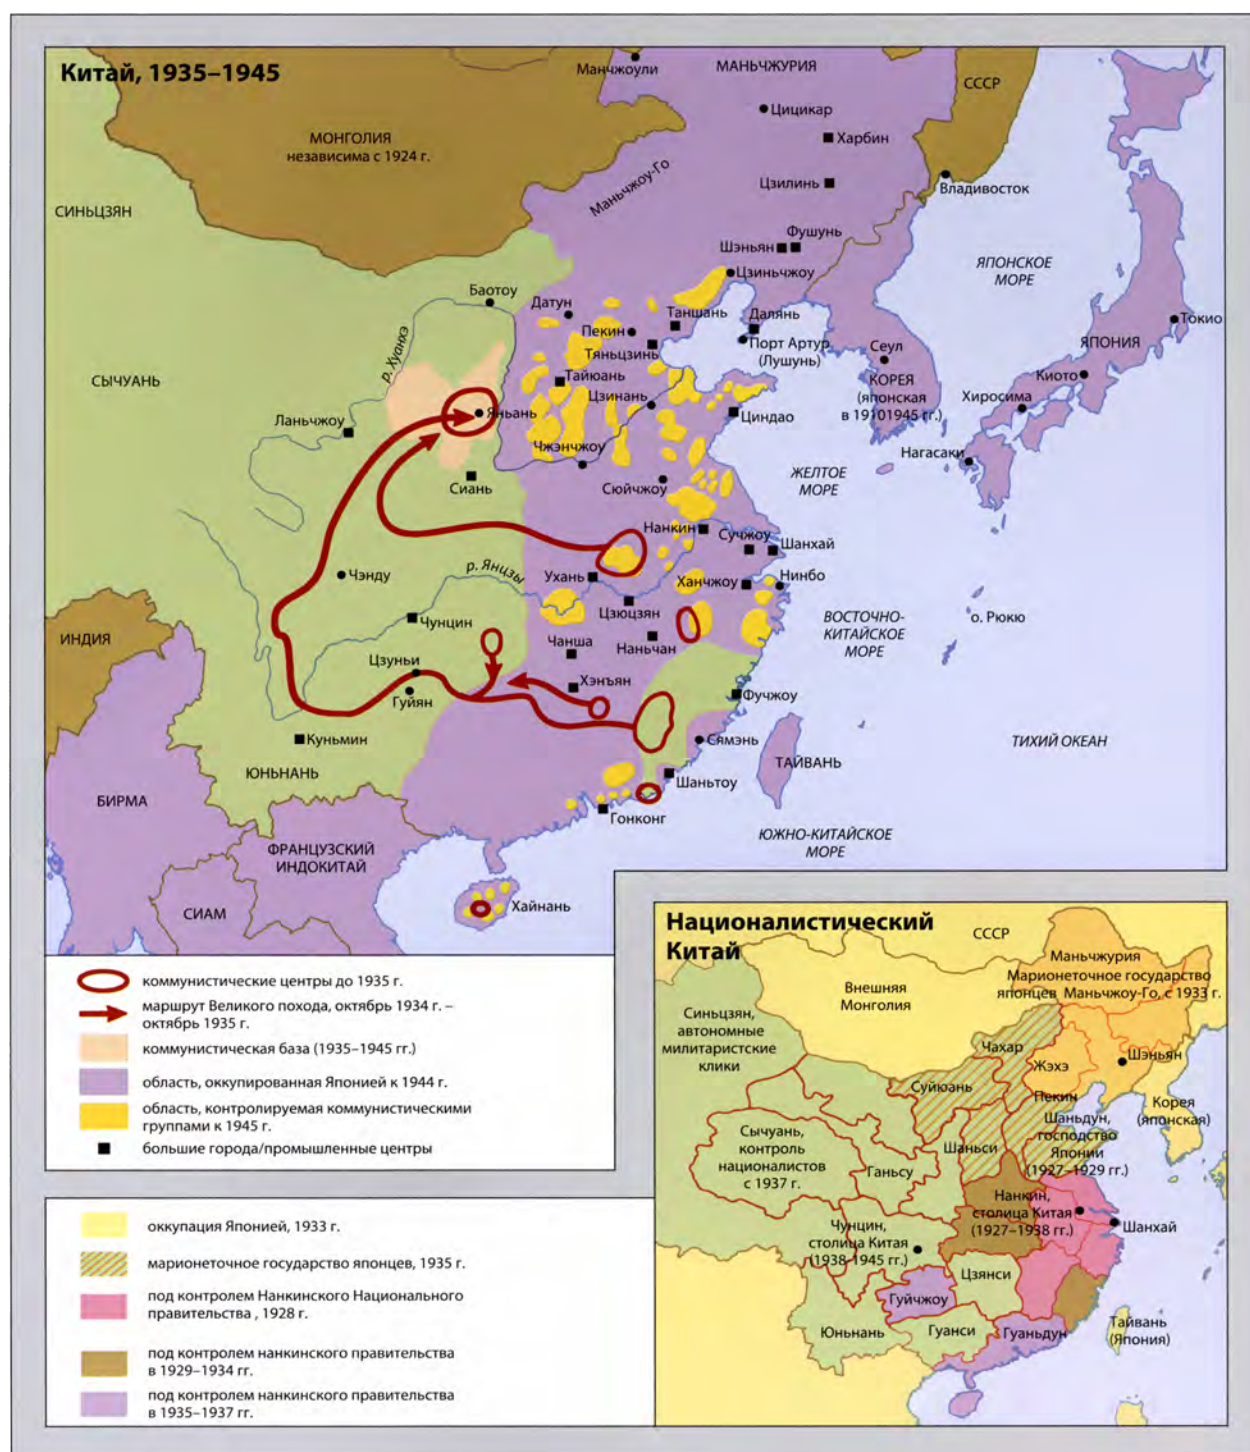 Китай, 1935–1945
Манчжоули
МАНЬЧЖУРИЯ
СССР
Цицикар
Харбин
МОНГОЛИЯ
независима с 1924 г.
Маньчжоу-Го
Цзилинь
Владивосток
СИНЬЦЗЯН
Фушунь
Шэньян
Цзиньчжоу
ЯПОНСКОЕ
МОРЕ
Баотоу
Датун
Таншань
Далянь
Пекин
Тяньцзинь
Порт Артур
(Лушунь)
Токио
р. Хуанхэ
Сеул
ЯПОНИЯ
СЫЧУАНЬ
Тайюань
КОРЕЯ
(японская
в 19101945 гг.)
Киото
Цзинань
Хиросима
Яньань
Циндао
Ланьчжоу
Чжэнчжоу
Нагасаки
ЖЕЛТОЕ
МОРЕ
Сиань
Сюйчжоу
Нанкин
Сучжоу
Шанхай
р. Янцзы
Чэнду
Ухань
Ханчжоу
Нинбо
Цзюцзян
ВОСТОЧНО-
КИТАЙСКОЕ
МОРЕ
о. Рюкю
Чунцин
ИНДИЯ
Чанша
Наньчан
Цзуньи
Хэнъян
Гуйян
Фучжоу
Куньмин
Сямэнь
ТИХИЙ ОКЕАН
ЮНЬНАНЬ
ТАЙВАНЬ
Шаньтоу
БИРМА
Гонконг
ЮЖНО-КИТАЙСКОЕ
МОРЕ
ФРАНЦУЗСКИЙ
ИНДОКИТАЙ
СИАМ
Хайнань
коммунистические центры до 1935 г.
маршрут Великого похода, октябрь 1934 г. –
октябрь 1935 г.
коммунистическая база (1935–1945 гг.)
область, оккупированная Японией к 1944 г.
область, контролируемая коммунистическими
группами к 1945 г.
большие города/промышленные центры
Националистический
Китай
СССР
Маньчжурия
Марионеточное государство
японцев Маньчжоу-Го, с 1933 г.
Внешняя
Монголия
Синьцзян,
автономные
милитаристские
клики
Чахар
Жэхэ
Шэньян
Суйюань
Пекин
Корея
(японская)
Шаньдун,
господство
Японии
(1927–1929 гг.)
Сычуань,
контроль
националистов
с 1937 г.
Шаньси
Ганьсу
Нанкин,
столица Китая
(1927–1938 гг.)
Шанхай
Чунцин,
столица Китая
(1938-1945 гг.)
Цзянси
Гуйчжоу
Юньнань
Гуанси
Гуаньдун
Тайвань
(Япония)
оккупация Японией, 1933 г.
марионеточное государство японцев, 1935 г.
под контролем Нанкинского Национального
правительства , 1928 г.
под контролем нанкинского правительства
в 1929–1934 гг.
под контролем нанкинского правительства
в 1935–1937 гг.